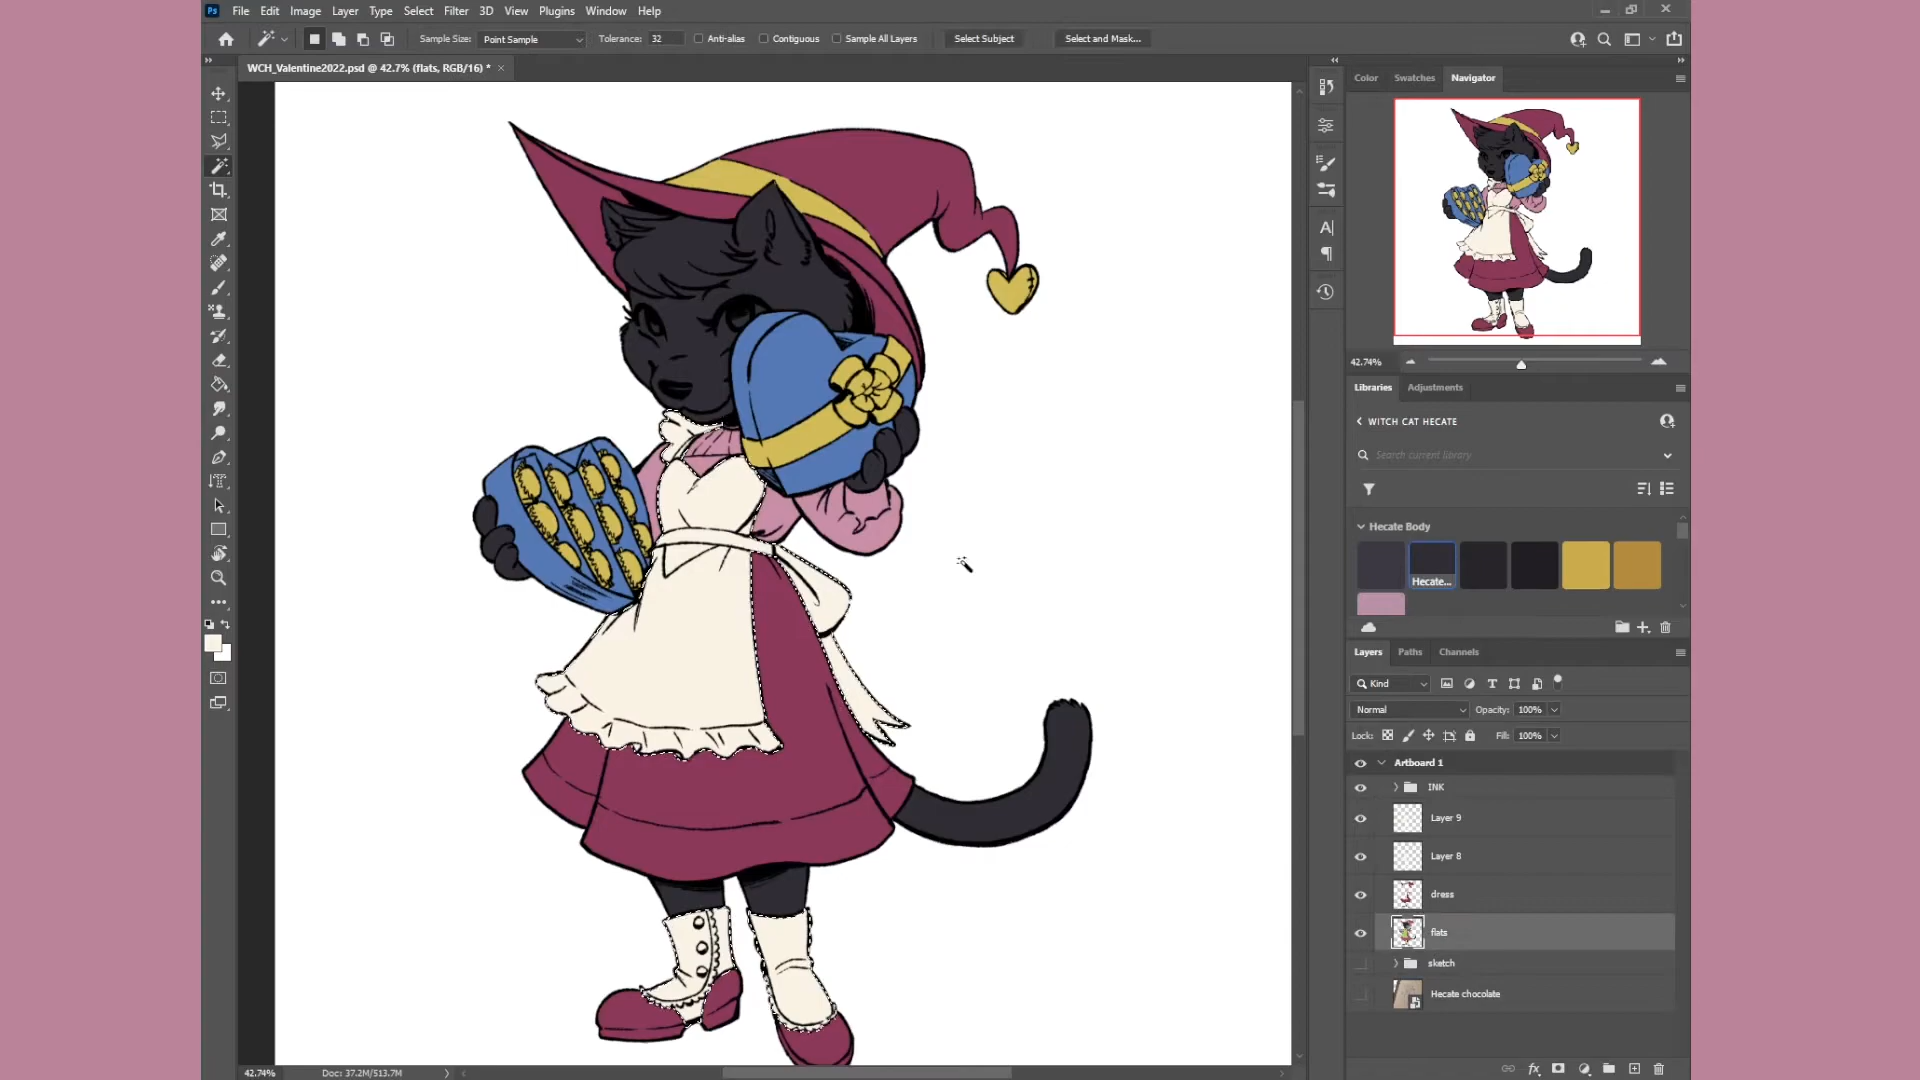 Ps File Edit Image Layer Type Select Filter 3D View Plugins Window Help
Sample Size: Point Sample Tolerance: 32 Anti-alias Contiguous Sample All Layers Select Subject Select and Mask...
WCH_Valentine2022.psd @ 42.7% (flats, RGB/16) * ×
Color Swatches Navigator
42.74%
Libraries Adjustments
WITCH CAT HECATE
Search current library
Hecate Body
Hecate...
Layers Paths Channels
Kind
Normal Opacity: 100%
Lock: Fill: 100%
Artboard 1
INK
Layer 9
Layer 8
dress
flats
sketch
Hecate chocolate
42.74% Doc: 37.2M/513.7M